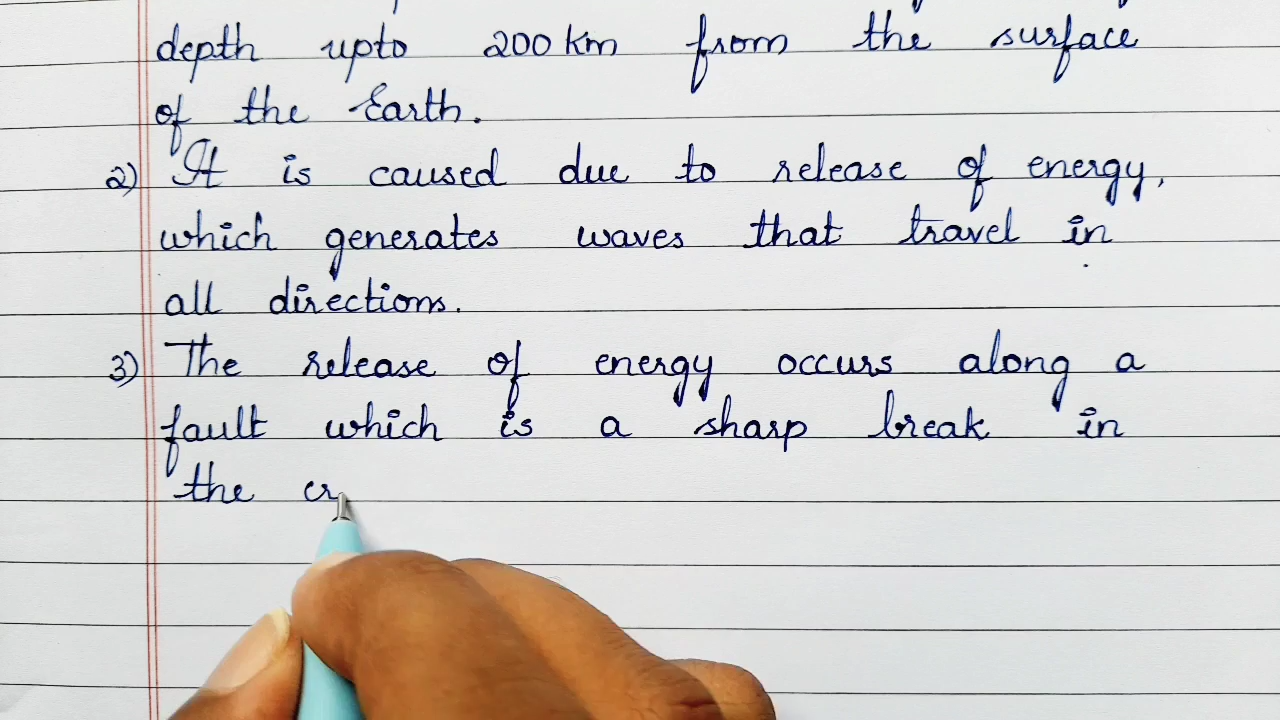 depth upto 200 km from the surface
of the Earth.
2) It is caused due to release of energy,
which generates waves that travel in
all directions.
3) The release of energy occurs along a
fault which is a sharp break in
the cr